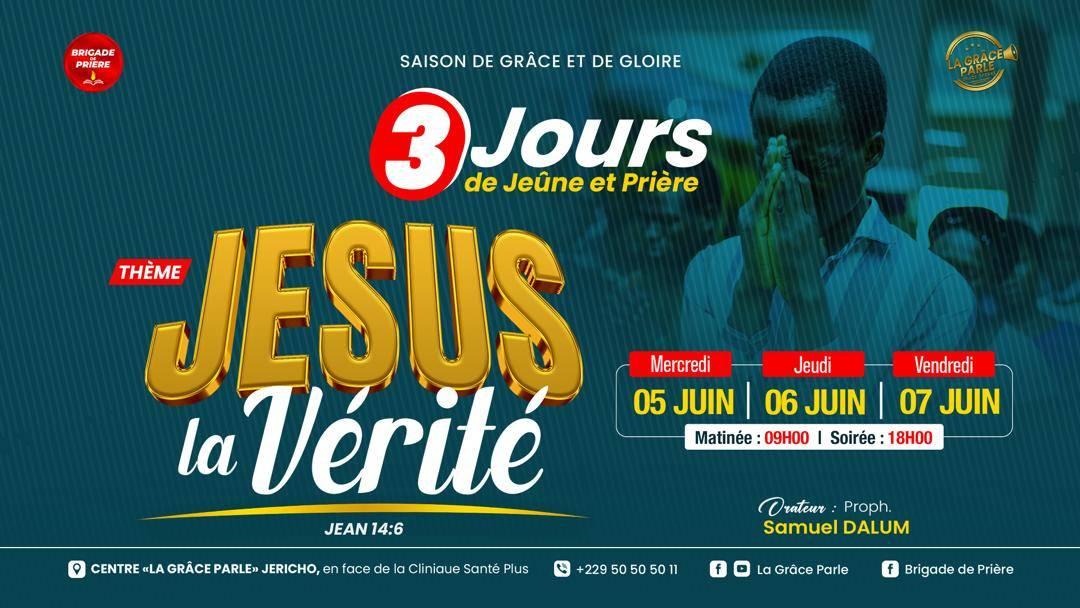 BRIGADE
DE
PRIÈRE
SAISON DE GRÂCE ET DE GLOIRE
LA GRÂCE
PARLE
3 Jours
de Jeûne et Prière
THÈME
JESUS
la Vérité
JEAN 14:6
Mercredi
Jeudi
Vendredi
05 JUIN | 06 JUIN | 07 JUIN
Matinée : 09H00 | Soirée : 18H00
Orateur : Proph.
Samuel DALUM
CENTRE «LA GRÂCE PARLE» JERICHO, en face de la Cliniaue Santé Plus
+229 50 50 50 11
La Grâce Parle
Brigade de Prière